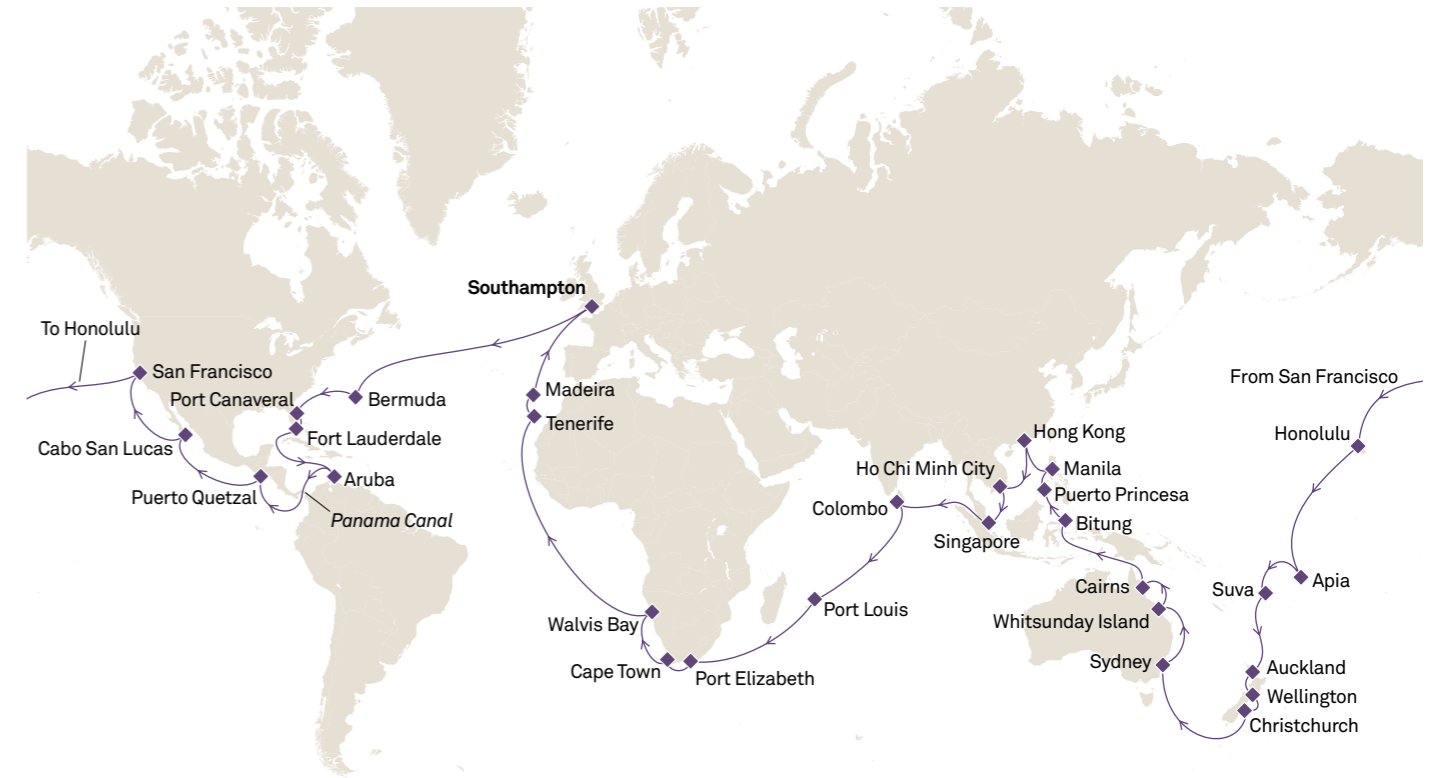 Southampton
To Honolulu
San Francisco
Port Canaveral
Bermuda
Fort Lauderdale
Cabo San Lucas
Puerto Quetzal
Aruba
Panama Canal
Madeira
Tenerife
From San Francisco
Honolulu
Hong Kong
Ho Chi Minh City
Manila
Puerto Princesa
Colombo
Bitung
Singapore
Cairns
Suva
Apia
Port Louis
Whitsunday Island
Walvis Bay
Sydney
Cape Town
Port Elizabeth
Auckland
Wellington
Christchurch